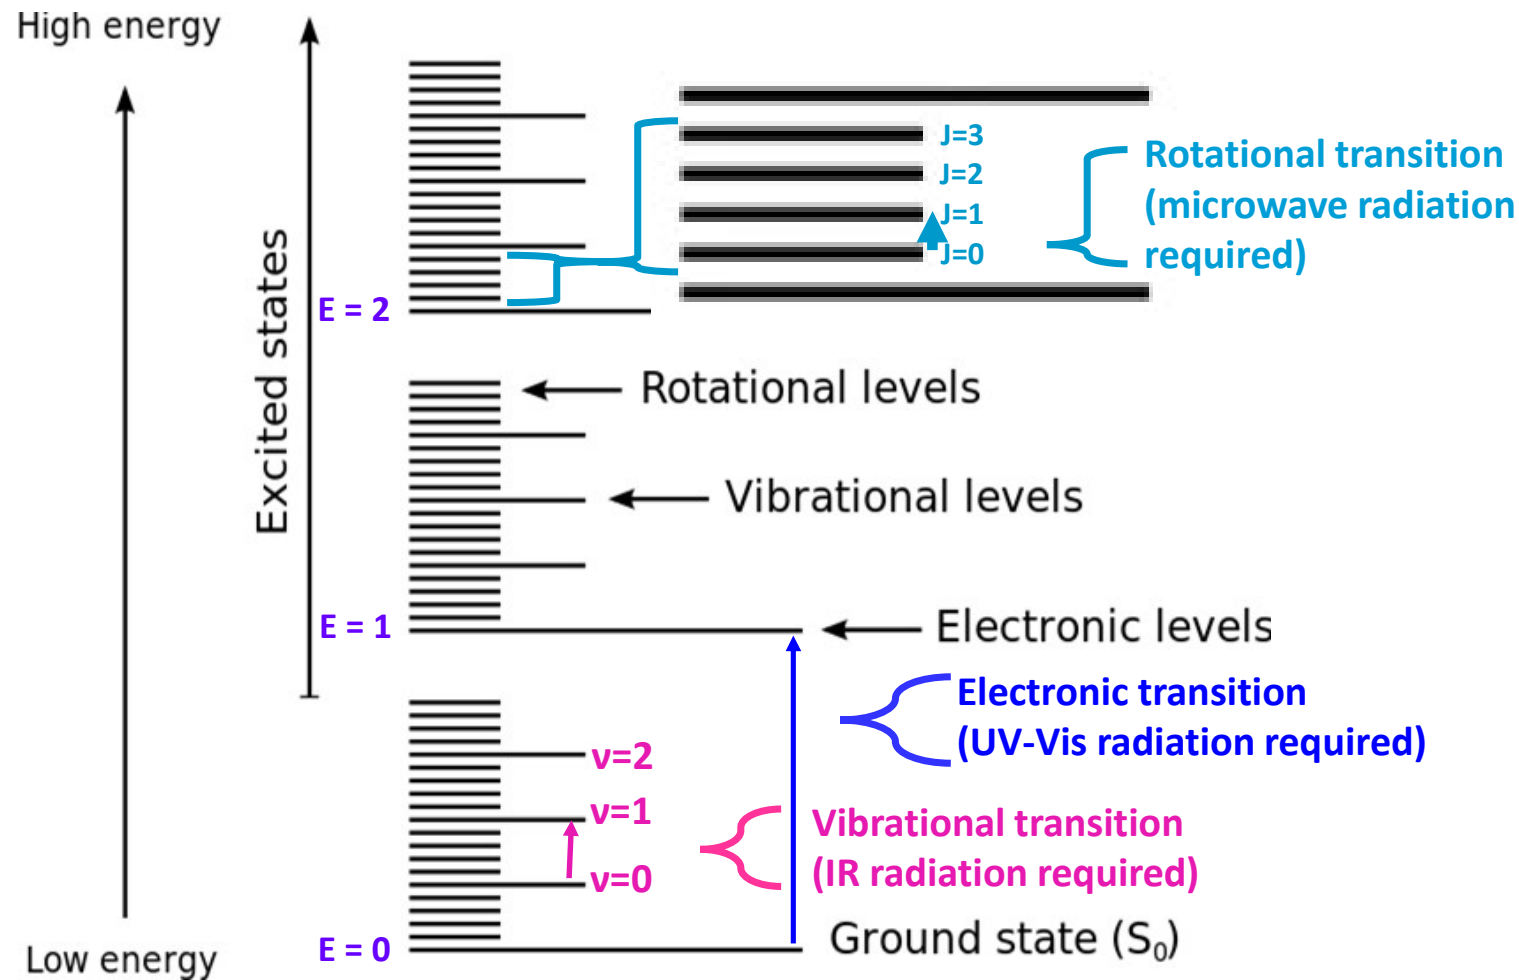 High energy
J=3
J=2
J=1
J=0
Rotational transition
(microwave radiation
required)
Excited states
E = 2
Rotational levels
Vibrational levels
E = 1
Electronic levels
Electronic transition
(UV-Vis radiation required)
ν=2
ν=1
ν=0
Vibrational transition
(IR radiation required)
E = 0
Ground state (S₀)
Low energy